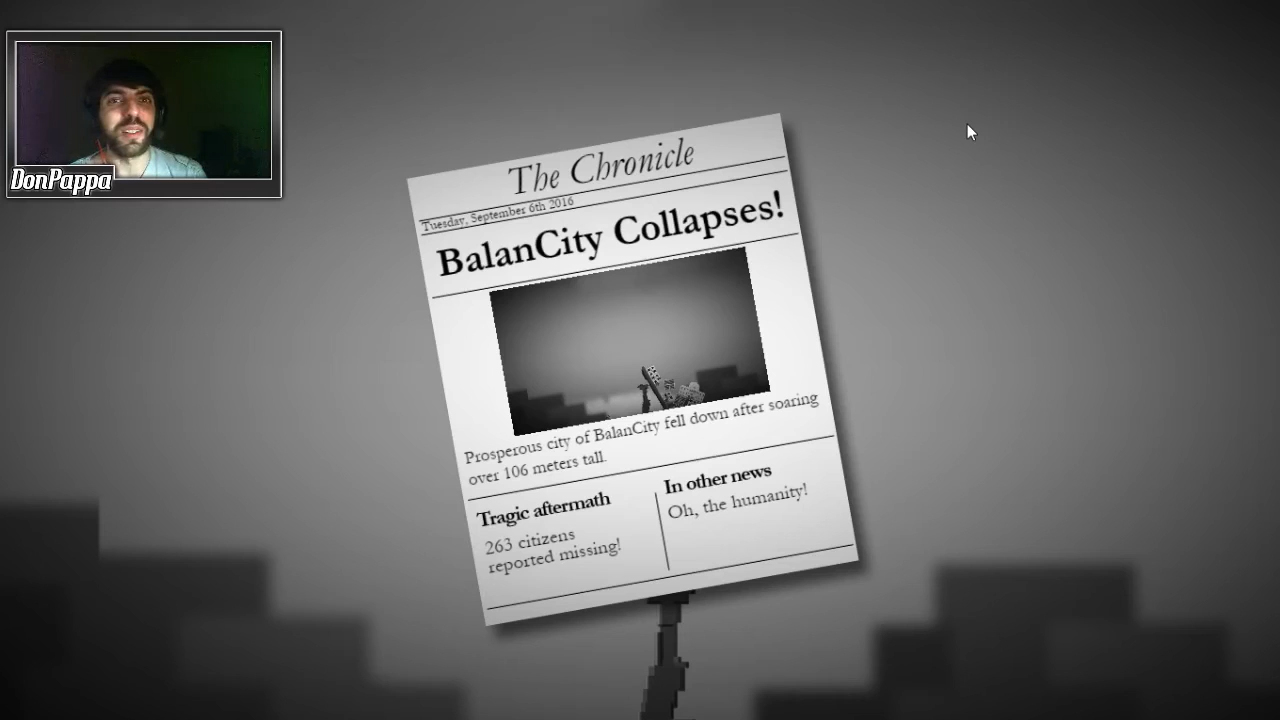 DonPappa
The Chronicle
Tuesday, September 6th 2016
BalanCity Collapses!
Prosperous city of BalanCity fell down after soaring
over 106 meters tall.
Tragic aftermath
263 citizens
reported missing!
In other news
Oh, the humanity!